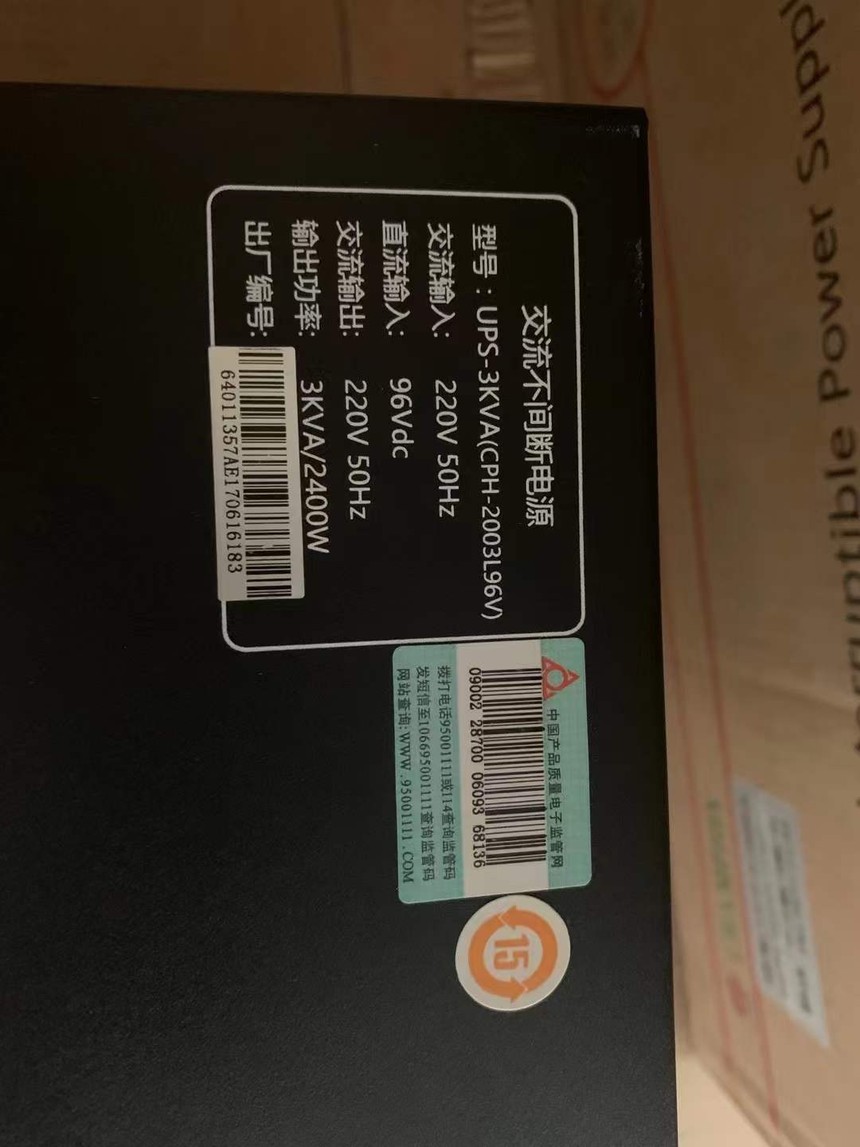 交流不间断电源
型号：UPS-3KVA(CPH-2003L96V)
交流输入: 220V 50Hz
直流输入: 96Vdc
交流输出: 220V 50Hz
输出功率: 3KVA/2400W
出厂编号:
64011357AE170616183
中国产品质量电子监管网
09002 28700 06093 68136
拨打电话95001111或114查询监管码
发短信至106695001111查询监管码
网站查询:WWW.95001111.COM
15
Power Suppl